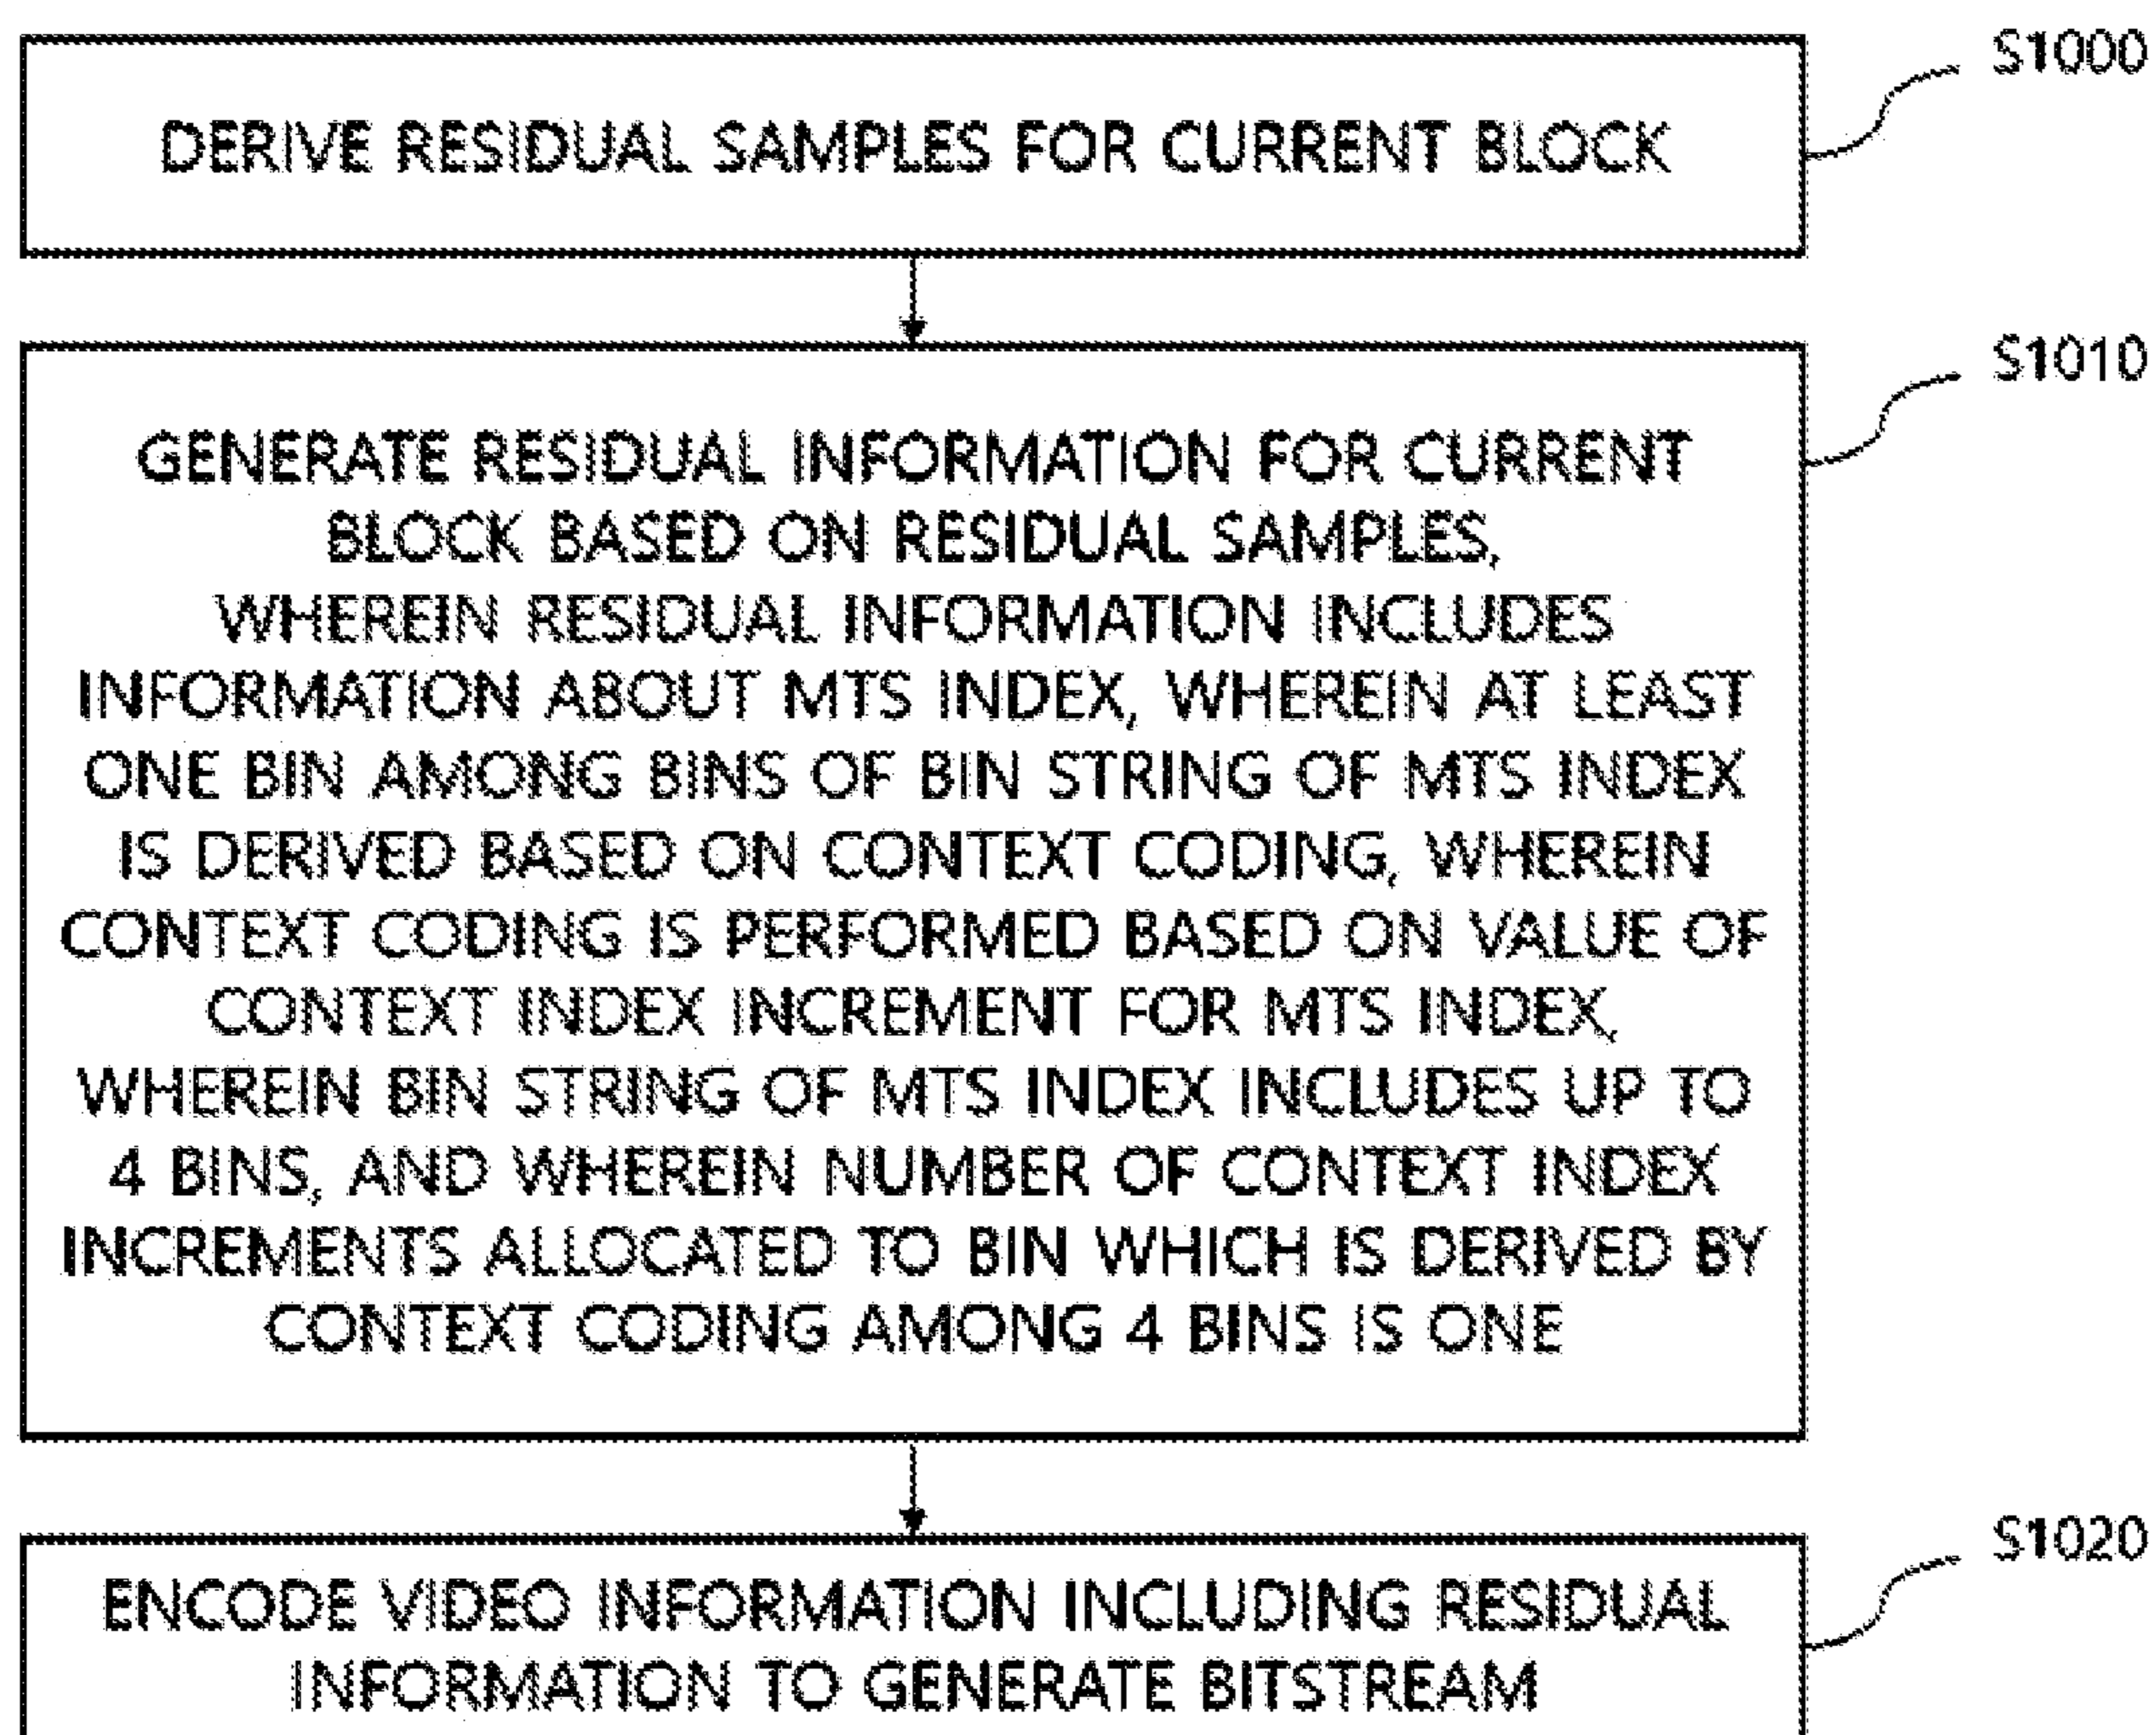 S1000
DERIVE RESIDUAL SAMPLES FOR CURRENT BLOCK
S1010
GENERATE RESIDUAL INFORMATION FOR CURRENT
BLOCK BASED ON RESIDUAL SAMPLES,
WHEREIN RESIDUAL INFORMATION INCLUDES
INFORMATION ABOUT MTS INDEX, WHEREIN AT LEAST
ONE BIN AMONG BINS OF BIN STRING OF MTS INDEX
IS DERIVED BASED ON CONTEXT CODING, WHEREIN
CONTEXT CODING IS PERFORMED BASED ON VALUE OF
CONTEXT INDEX INCREMENT FOR MTS INDEX,
WHEREIN BIN STRING OF MTS INDEX INCLUDES UP TO
4 BINS, AND WHEREIN NUMBER OF CONTEXT INDEX
INCREMENTS ALLOCATED TO BIN WHICH IS DERIVED BY
CONTEXT CODING AMONG 4 BINS IS ONE
S1020
ENCODE VIDEO INFORMATION INCLUDING RESIDUAL
INFORMATION TO GENERATE BITSTREAM